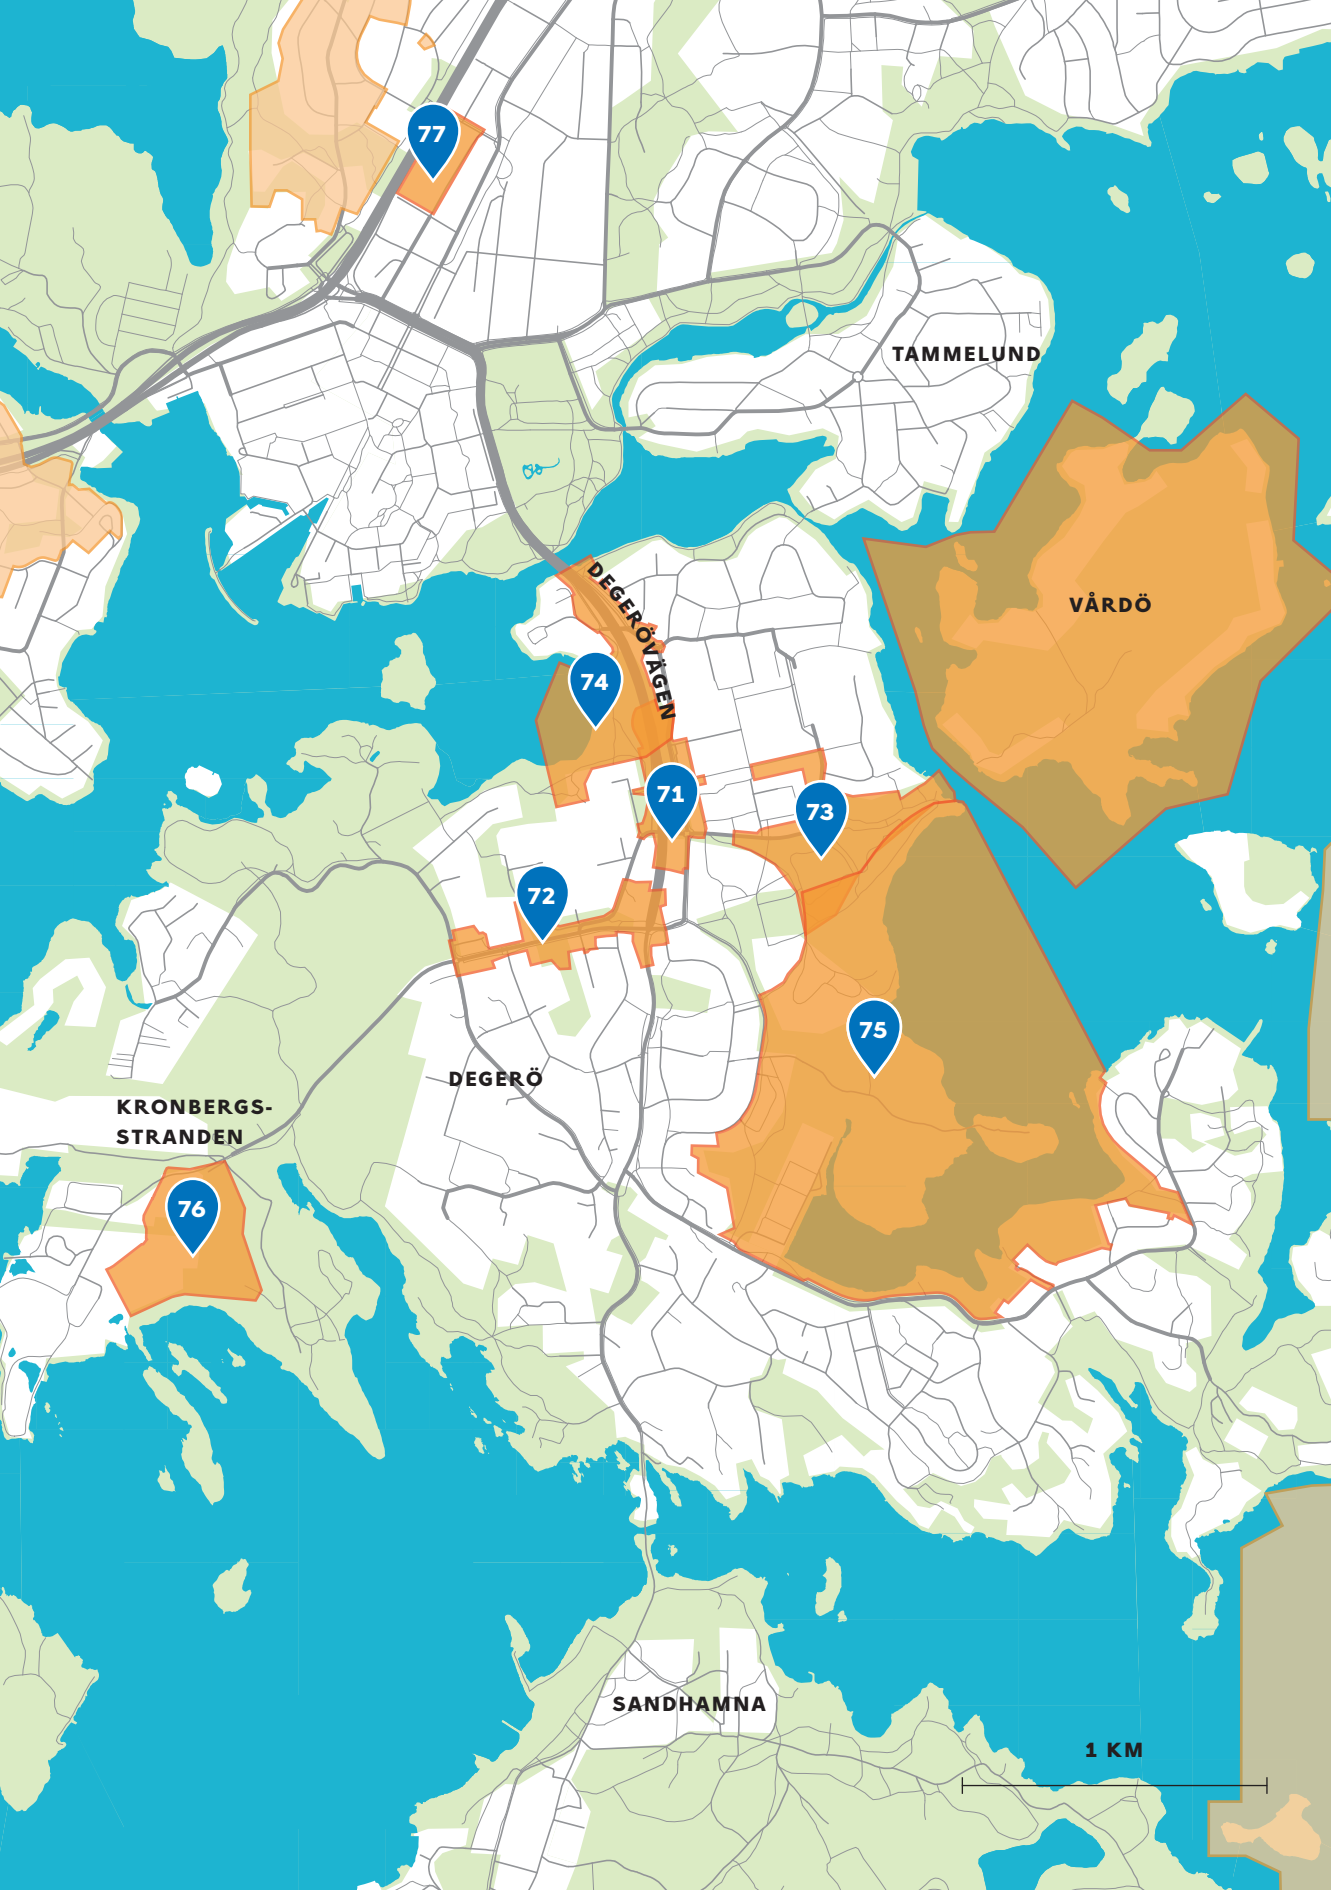 77
TAMMELUND
DEGERÖVÄGEN
VÅRDÖ
74
71
73
72
75
DEGERÖ
KRONBERGS-
STRANDEN
76
SANDHAMNA
1 KM